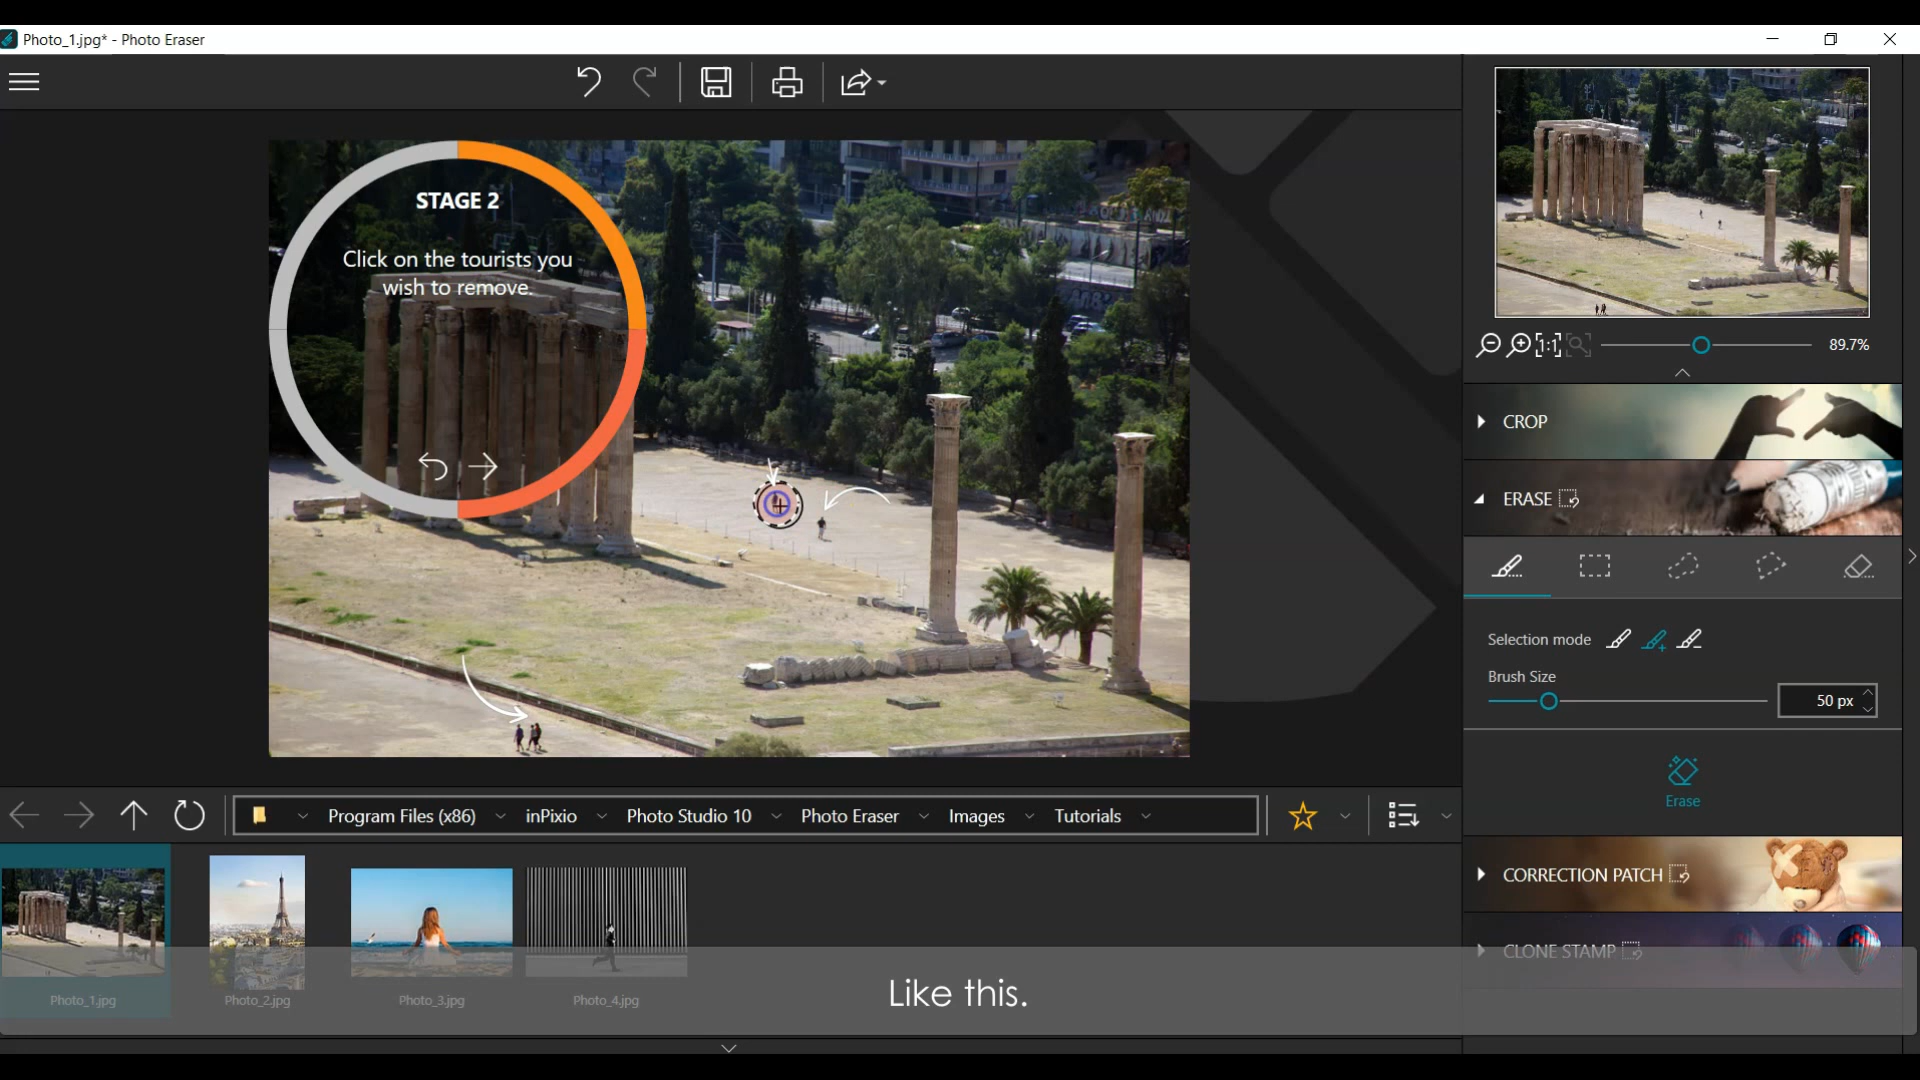 Photo_1.jpg* - Photo Eraser
STAGE 2
Click on the tourists you
wish to remove.
1:1
89.7%
CROP
ERASE
Selection mode
Brush Size
50 px
Erase
CORRECTION PATCH
CLONE STAMP
Program Files (x86)
inPixio
Photo Studio 10
Photo Eraser
Images
Tutorials
Photo_1.jpg
Photo_2.jpg
Photo_3.jpg
Photo_4.jpg
Like this.